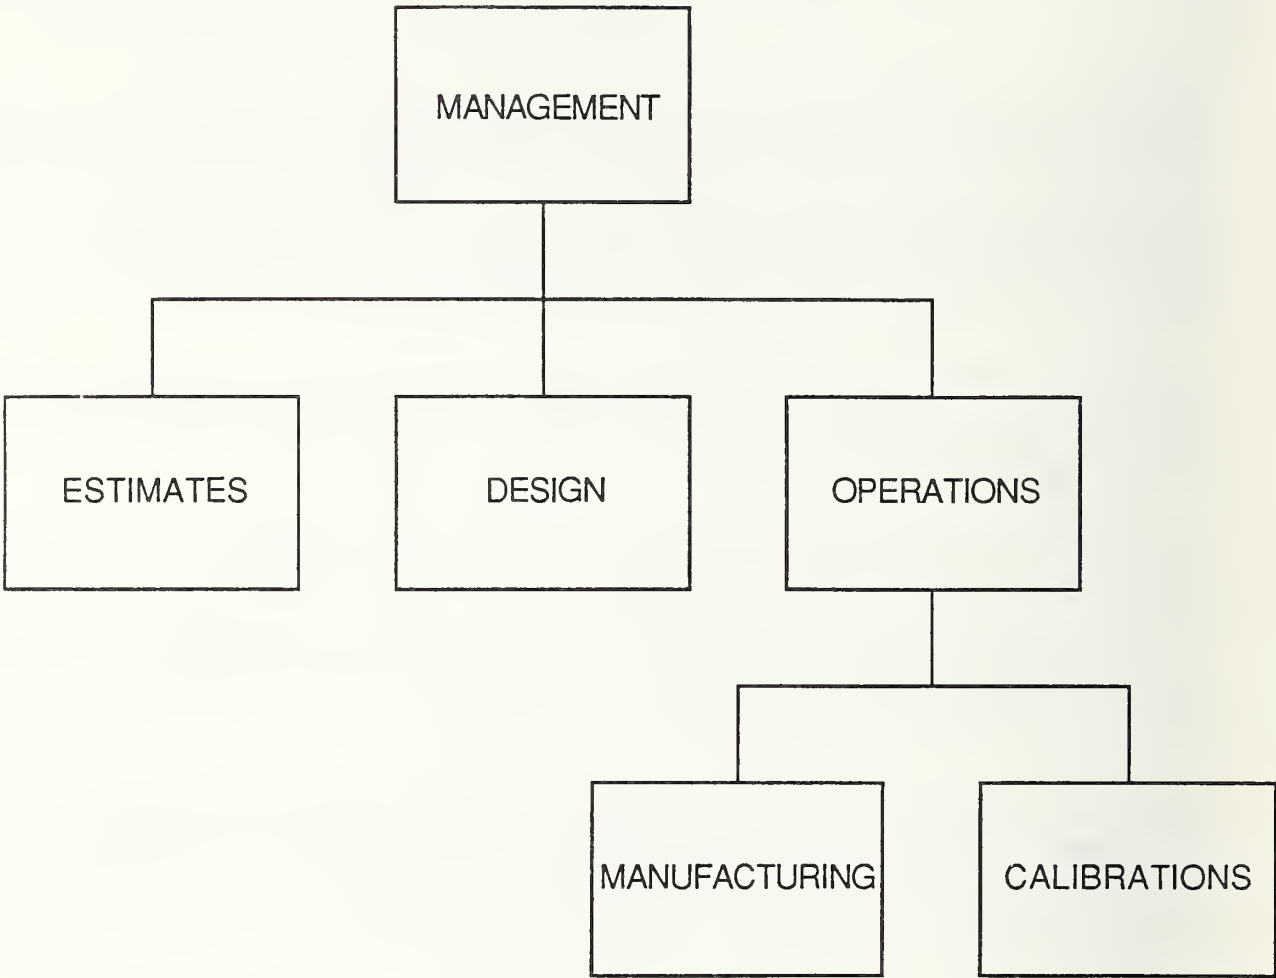 MANAGEMENT
ESTIMATES
DESIGN
OPERATIONS
MANUFACTURING
CALIBRATIONS